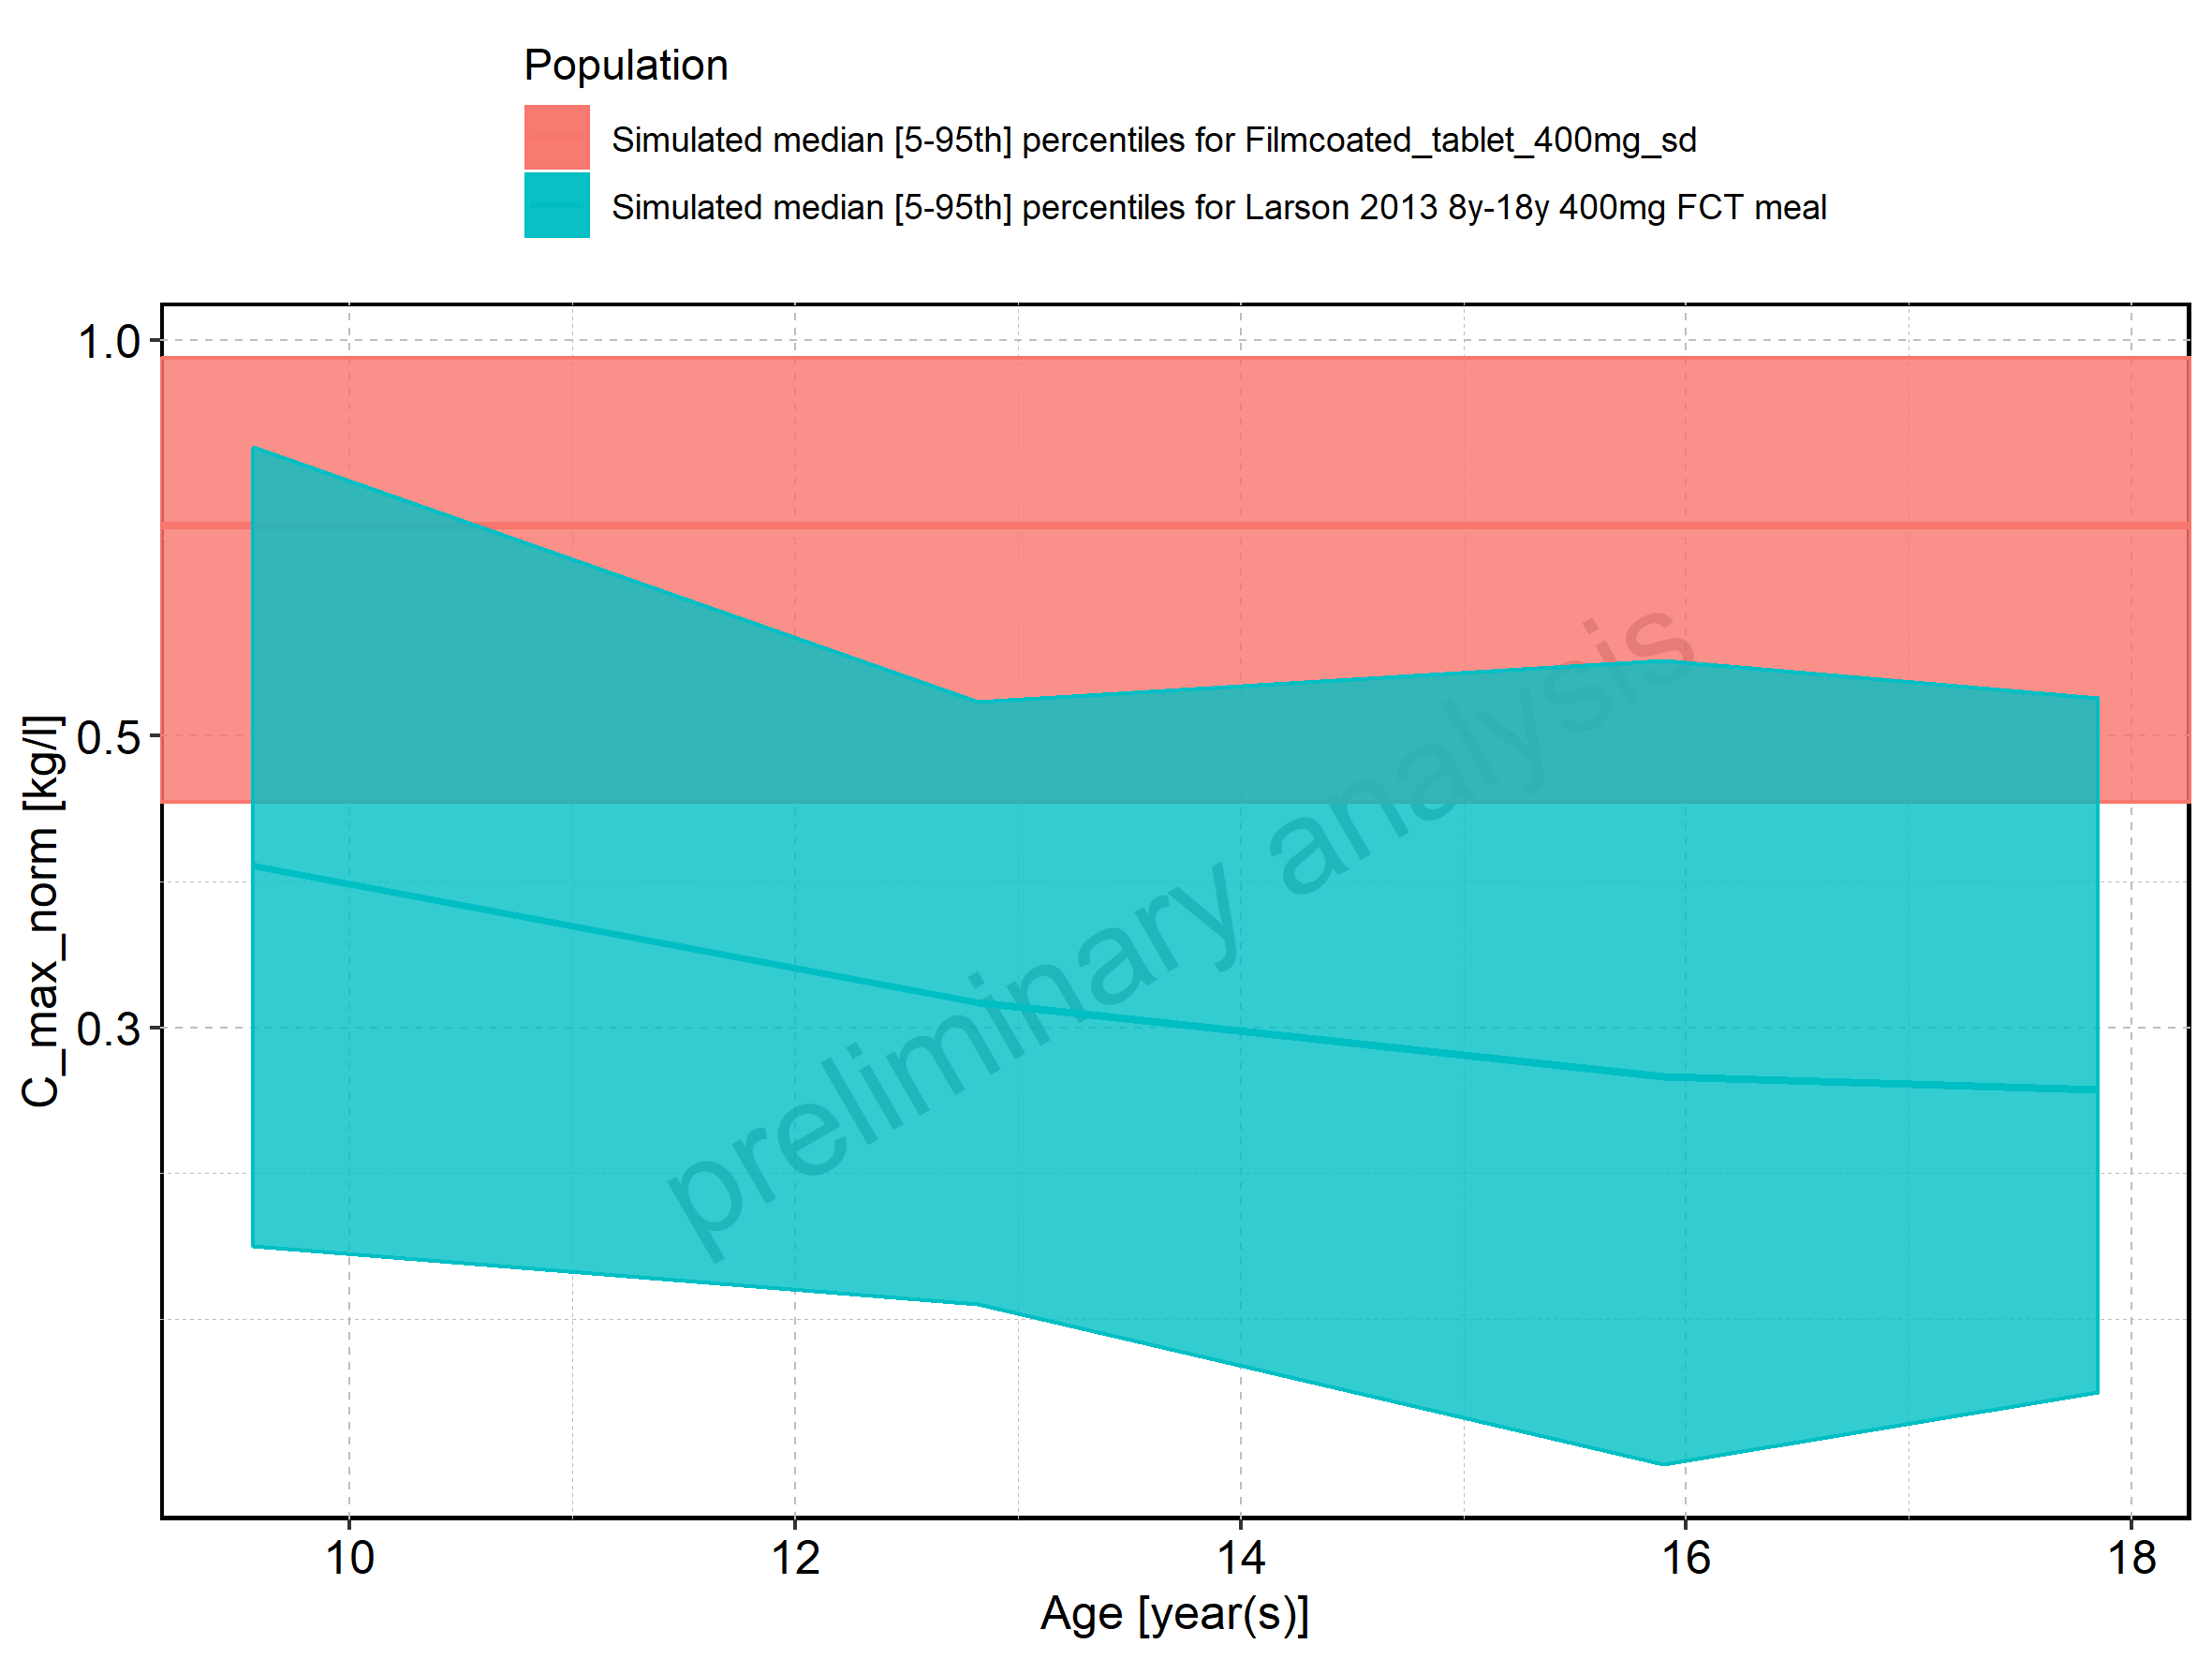 Population
Simulated median [5-95th] percentiles for Filmcoated_tablet_400mg_sd
Simulated median [5-95th] percentiles for Larson 2013 8y-18y 400mg FCT meal
1.0
0.5
0.3
C_max_norm [kg/l]
preliminary analysis
10 12 14 16 18
Age [year(s)]